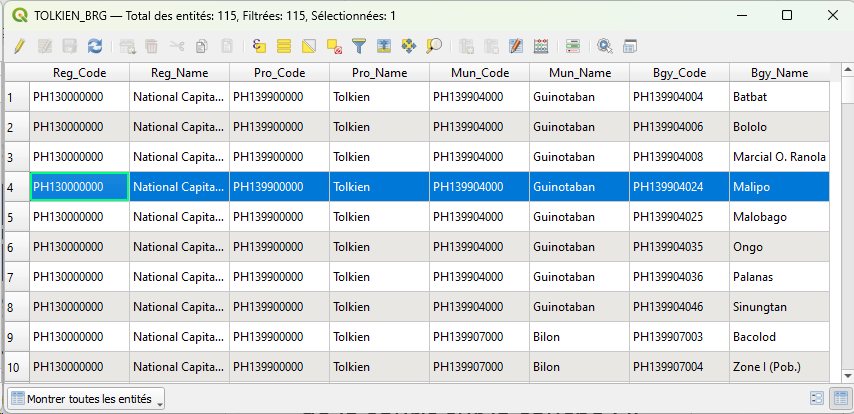 TOLKIEN_BRG — Total des entités: 115, Filtrées: 115, Sélectionnées: 1
Reg_Code Reg_Name Pro_Code Pro_Name Mun_Code Mun_Name Bgy_Code Bgy_Name
1 PH130000000 National Capita... PH139900000 Tolkien PH139904000 Guinotaban PH139904004 Batbat
2 PH130000000 National Capita... PH139900000 Tolkien PH139904000 Guinotaban PH139904006 Bololo
3 PH130000000 National Capita... PH139900000 Tolkien PH139904000 Guinotaban PH139904008 Marcial O. Ranola
4 PH130000000 National Capita... PH139900000 Tolkien PH139904000 Guinotaban PH139904024 Malipo
5 PH130000000 National Capita... PH139900000 Tolkien PH139904000 Guinotaban PH139904025 Malobago
6 PH130000000 National Capita... PH139900000 Tolkien PH139904000 Guinotaban PH139904035 Ongo
7 PH130000000 National Capita... PH139900000 Tolkien PH139904000 Guinotaban PH139904036 Palanas
8 PH130000000 National Capita... PH139900000 Tolkien PH139904000 Guinotaban PH139904046 Sinungtan
9 PH130000000 National Capita... PH139900000 Tolkien PH139907000 Bilon PH139907003 Bacolod
10 PH130000000 National Capita... PH139900000 Tolkien PH139907000 Bilon PH139907004 Zone I (Pob.)
Montrer toutes les entités